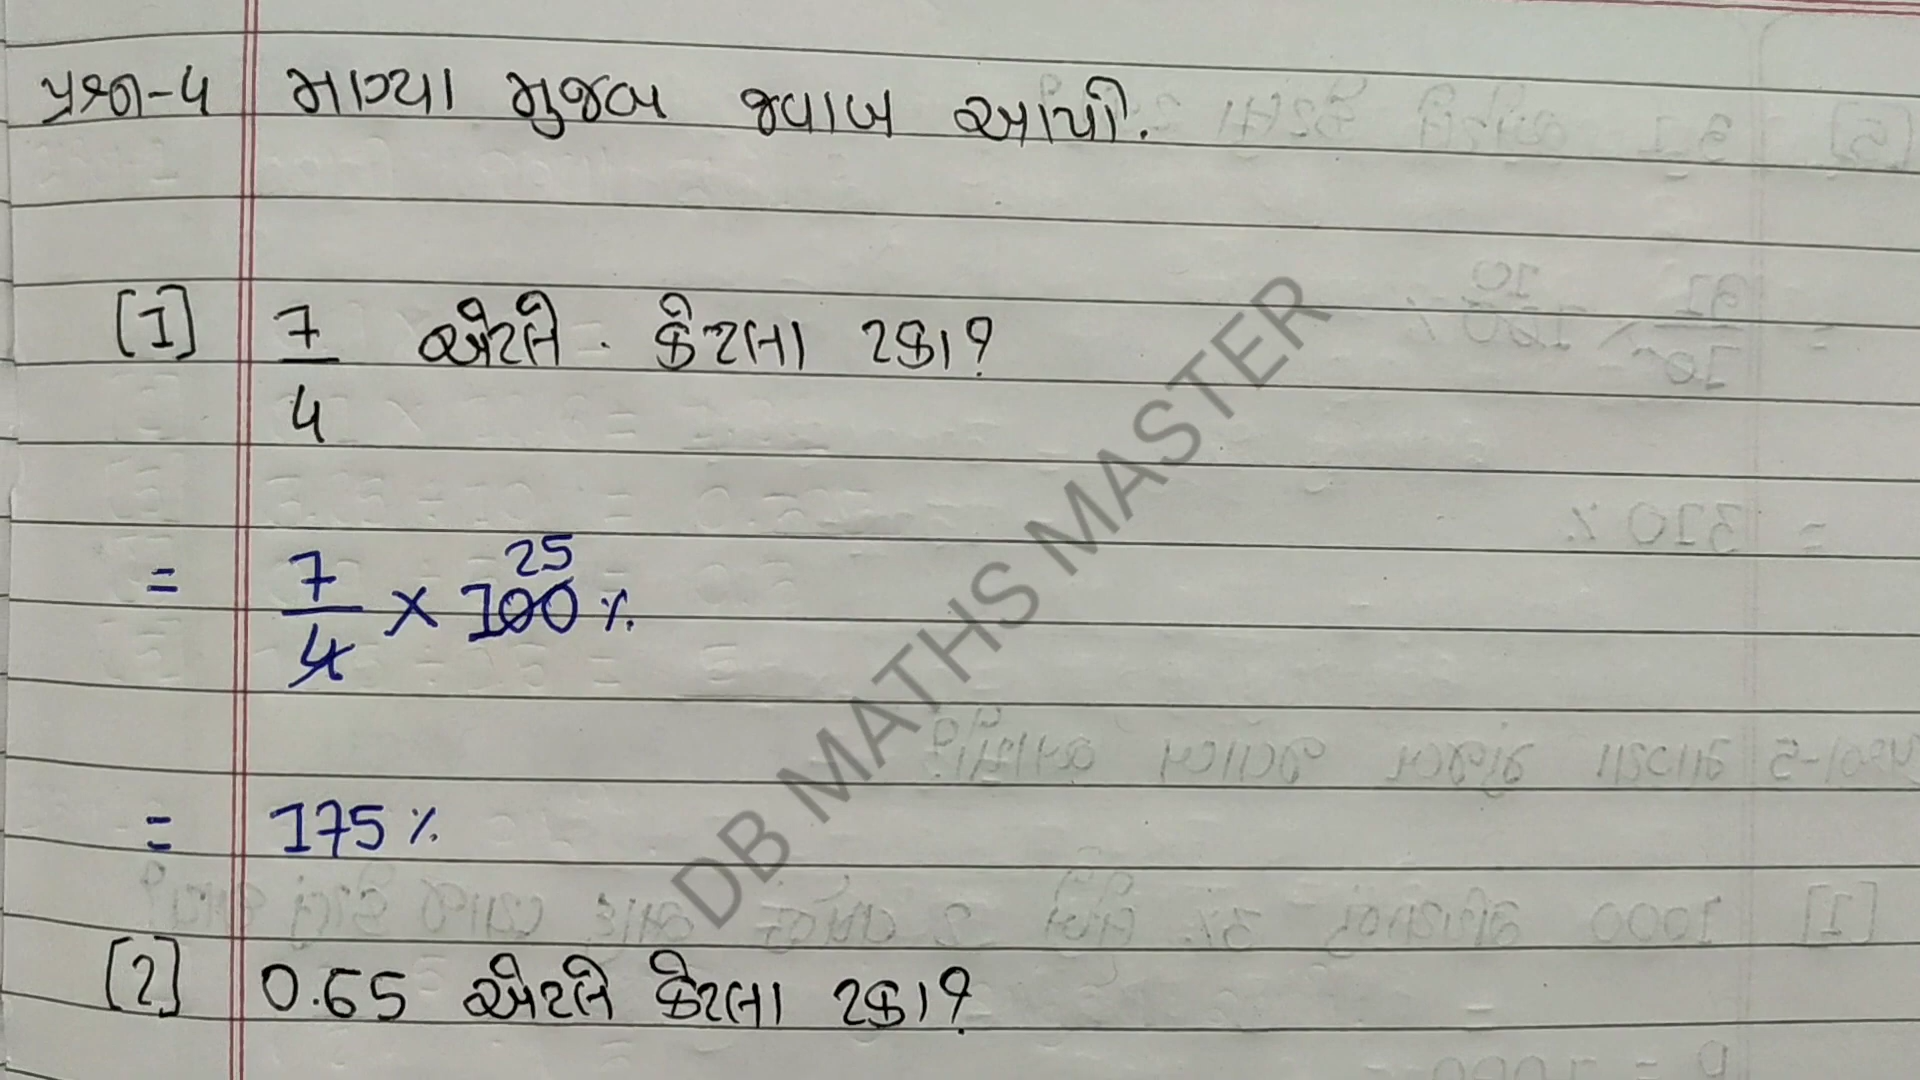 પ્રશ્ન-૫ માગ્યા મુજબ જવાબ આપો.
[1] 7/4 એટલે કેટલા ટકા?
= 7/4 × 100 % 25
= 175 %
[2] 0.65 એટલે કેટલા ટકા?
DB MATHS MASTER